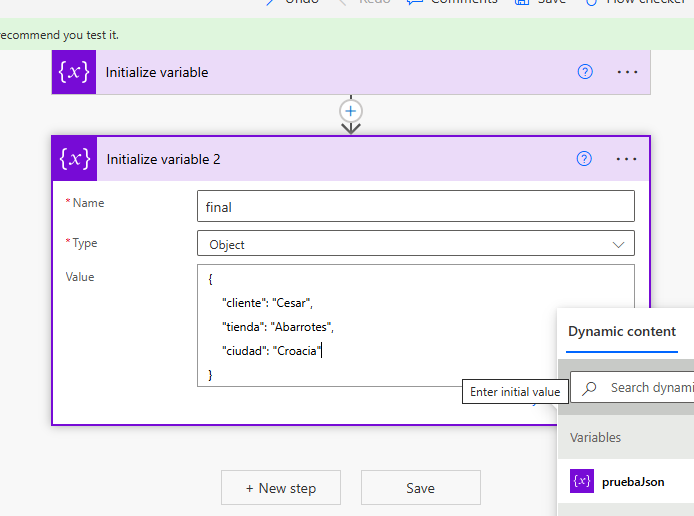 Undo Redo Comments Save Flow checker
recommend you test it.
{x} Initialize variable ? ...
{x} Initialize variable 2 ? ...
* Name final
* Type Object
Value {
"cliente": "Cesar",
"tienda": "Abarrotes",
"ciudad": "Croacia"
}
Dynamic content
Enter initial value
Search dynami
Variables
{x} pruebaJson
+ New step Save